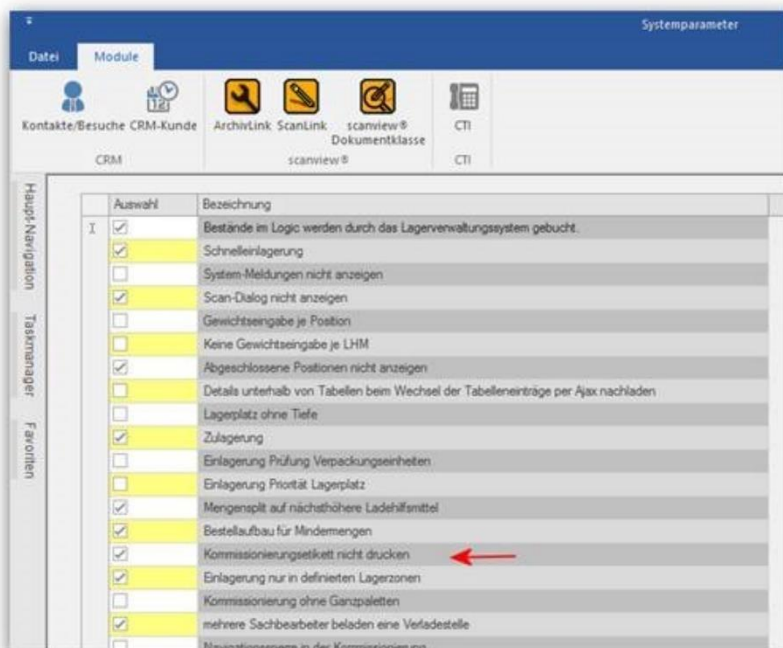 Systemparameter
Datei Module
Kontakte/Besuche CRM-Kunde ArchivLink ScanLink scanview® CTI
Dokumentklasse
CRM scanview® CTI
Haupt-Navigation
Taskmanager
Favoriten
Auswahl Bezeichnung
Bestände im Logic werden durch das Lagerverwaltungssystem gebucht.
Schnelleinlagerung
System-Meldungen nicht anzeigen
Scan-Dialog nicht anzeigen
Gewichtseingabe je Position
Keine Gewichtseingabe je LHM
Abgeschlossene Positionen nicht anzeigen
Details unterhalb von Tabellen beim Wechsel der Tabelleneinträge per Ajax nachladen
Lagerplatz ohne Tiefe
Zulagerung
Einlagerung Prüfung Verpackungseinheiten
Einlagerung Priorität Lagerplatz
Mengensplit auf nächsthöhere Ladehilfsmittel
Bestellaufbau für Mindermengen
Kommissionierungsetikett nicht drucken
Einlagerung nur in definierten Lagerzonen
Kommissionierung ohne Ganzpaletten
mehrere Sachbearbeiter beladen eine Verladestelle
Navigationssperre in der Kommissionierung